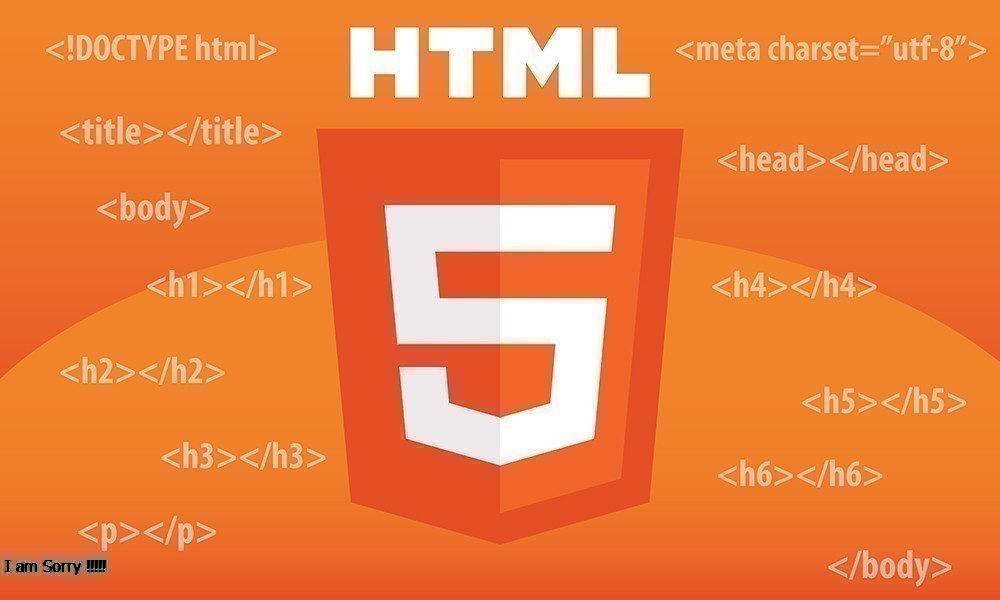 <!DOCTYPE html>
HTML
<meta charset=”utf-8”>
<title></title>
<head></head>
<body>
5
<h1></h1>
<h4></h4>
<h2></h2>
<h5></h5>
<h3></h3>
<h6></h6>
<p></p>
I am Sorry !!!!!
</body>